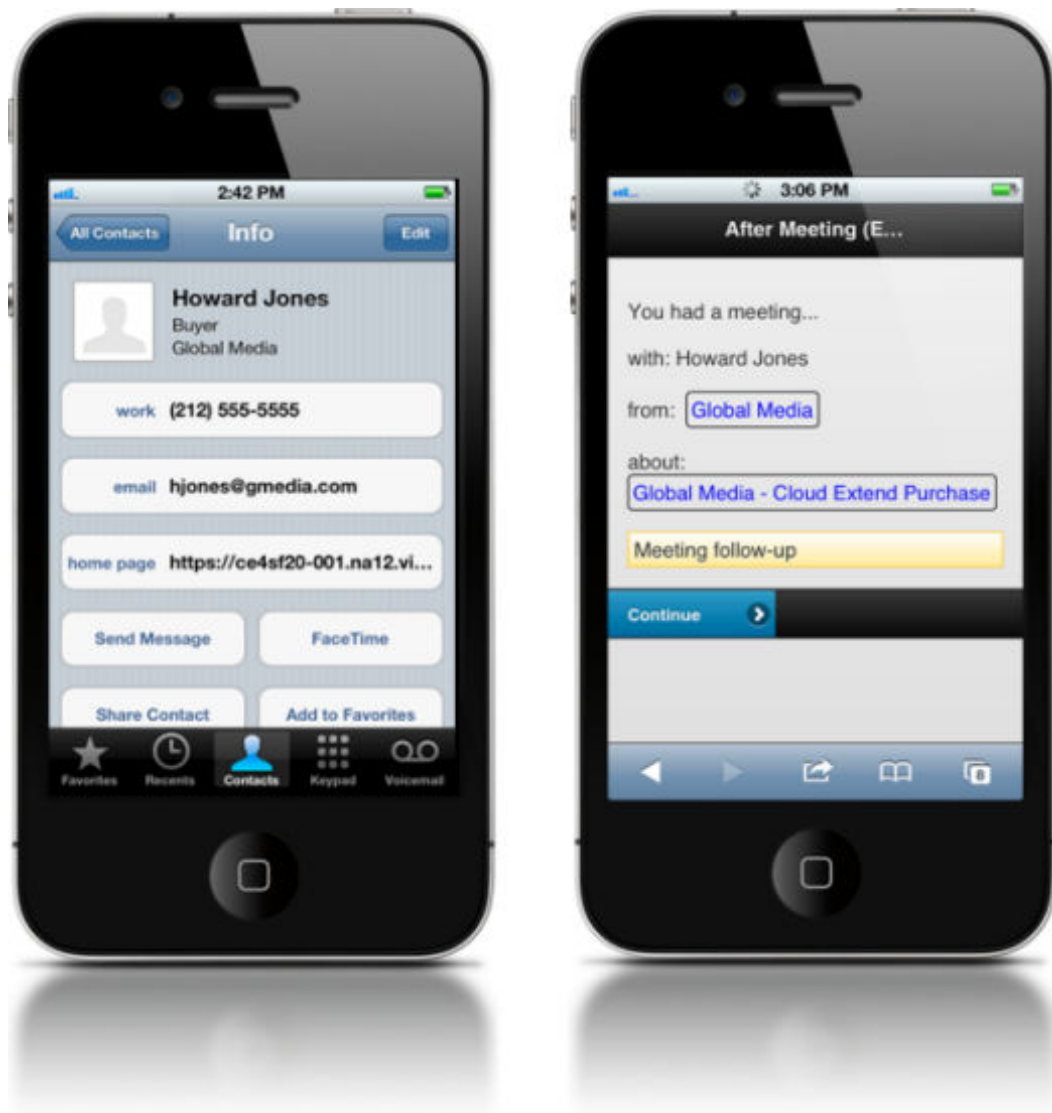 2:42 PM
All Contacts
Info
Edit
Howard Jones
Buyer
Global Media
work (212) 555-5555
email hjones@gmedia.com
home page https://ce4sf20-001.na12.vi...
Send Message
FaceTime
Share Contact
Add to Favorites
Favorites
Recents
Contacts
Keypad
Voicemail
3:06 PM
After Meeting (E...
You had a meeting...
with: Howard Jones
from: Global Media
about:
Global Media - Cloud Extend Purchase
Meeting follow-up
Continue